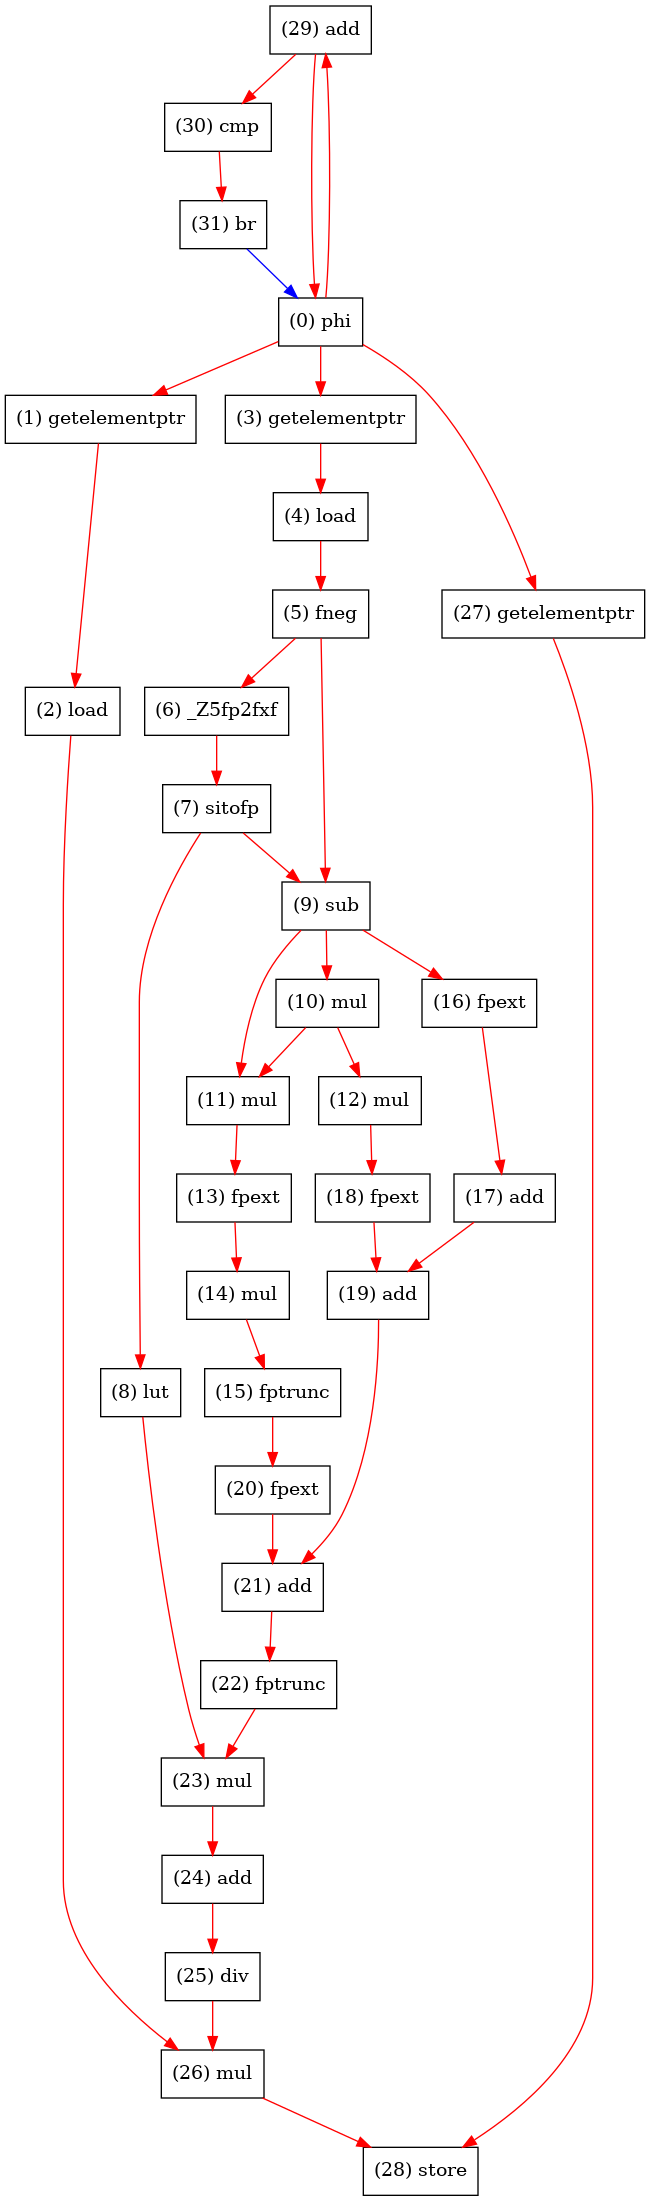 (29) add
(30) cmp
(31) br
(0) phi
(1) getelementptr
(3) getelementptr
(4) load
(5) fneg
(27) getelementptr
(2) load
(6) _Z5fp2fxf
(7) sitofp
(9) sub
(10) mul
(16) fpext
(11) mul
(12) mul
(13) fpext
(18) fpext
(17) add
(14) mul
(19) add
(8) lut
(15) fptrunc
(20) fpext
(21) add
(22) fptrunc
(23) mul
(24) add
(25) div
(26) mul
(28) store